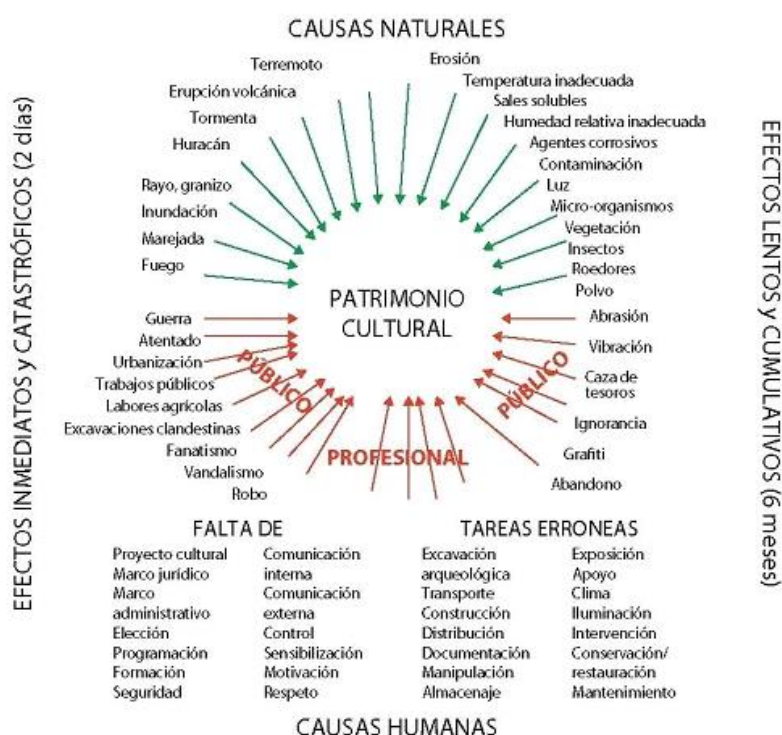 CAUSAS NATURALES
Terremoto
Erupción volcánica
Tormenta
Huracán
Rayo, granizo
Inundación
Marejada
Fuego
Erosión
Temperatura inadecuada
Sales solubles
Humedad relativa inadecuada
Agentes corrosivos
Contaminación
Luz
Micro-organismos
Vegetación
Insectos
Roedores
Polvo
EFECTOS INMEDIATOS y CATASTRÓFICOS (2 días)
PATRIMONIO
CULTURAL
EFECTOS LENTOS y CUMULATIVOS (6 meses)
Guerra
Atentado
Urbanización
Trabajos públicos
Labores agrícolas
Excavaciones clandestinas
Fanatismo
Vandalismo
Robo
PÚBLICO
PROFESIONAL
PÚBLICO
Abrasión
Vibración
Caza de
tesoros
Ignorancia
Grafiti
Abandono
FALTA DE
Proyecto cultural
Marco jurídico
Marco
administrativo
Elección
Programación
Formación
Seguridad
Comunicación
interna
Comunicación
externa
Control
Sensibilización
Motivación
Respeto
TAREAS ERRONEAS
Excavación
arqueológica
Transporte
Construcción
Distribución
Documentación
Manipulación
Almacenaje
Exposición
Apoyo
Clima
Iluminación
Intervención
Conservación/
restauración
Mantenimiento
CAUSAS HUMANAS